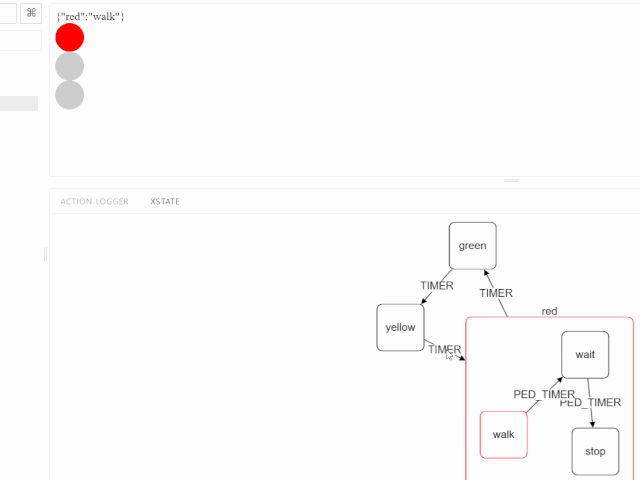 ⌘
{"red":"walk"}
ACTION LOGGER
XSTATE
green
TIMER
TIMER
red
yellow
TIMER
wait
PED_TIMER
PED_TIMER
walk
stop